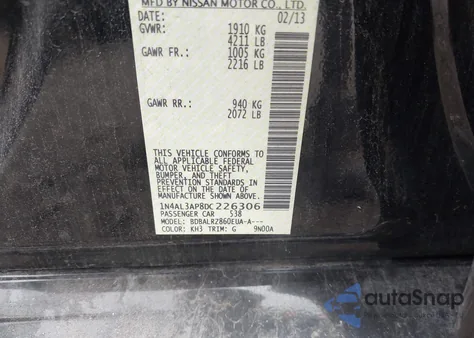 MFD BY NISSAN MOTOR CO., LTD.
DATE: 02/13
GVWR: 1910 KG
4211 LB
GAWR FR: 1005 KG
2216 LB
GAWR RR: 940 KG
2072 LB
THIS VEHICLE CONFORMS TO
ALL APPLICABLE FEDERAL
MOTOR VEHICLE SAFETY,
BUMPER, AND THEFT
PREVENTION STANDARDS IN
EFFECT ON THE DATE OF
MANUFACTURE SHOWN ABOVE.
1N4AL3AP8DC226306
PASSENGER CAR 538
MODEL: BDBALR2860EUA-A---
COLOR: KH3 TRIM: G 9N00A
autoSnap